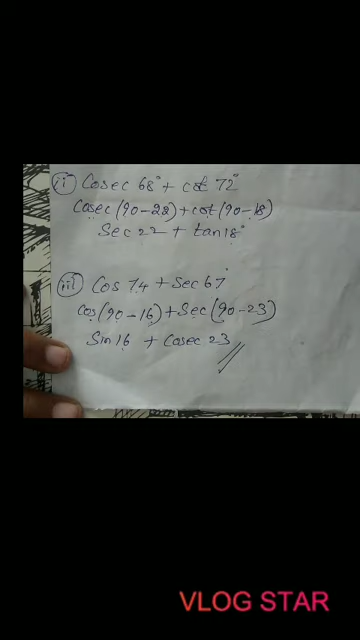 ii) Cosec 68° + cot 72°
Cosec (90-22) + cot (90-18)
Sec 22 + tan 18°
iii) Cos 74 + Sec 67°
cos (90-16) + Sec (90-23)
Sin 16 + Cosec 23
VLOG STAR